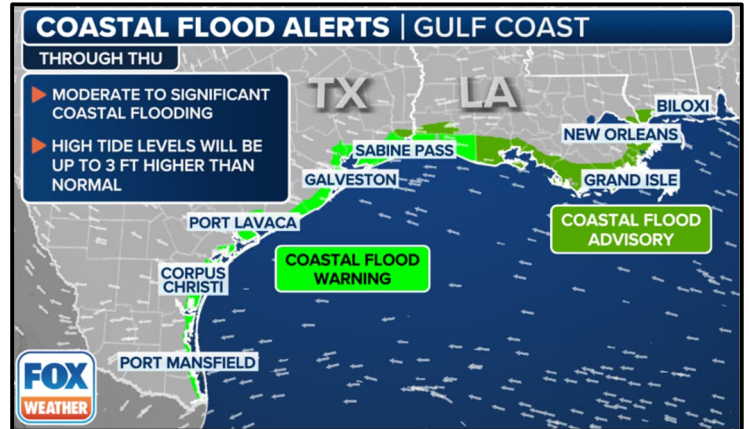 COASTAL FLOOD ALERTS | GULF COAST
THROUGH THU
MODERATE TO SIGNIFICANT
COASTAL FLOODING
HIGH TIDE LEVELS WILL BE
UP TO 3 FT HIGHER THAN
NORMAL
TX
LA
BILOXI
NEW ORLEANS
SABINE PASS
GALVESTON
GRAND ISLE
PORT LAVACA
COASTAL FLOOD
ADVISORY
COASTAL FLOOD
WARNING
CORPUS
CHRISTI
PORT MANSFIELD
FOX
WEATHER